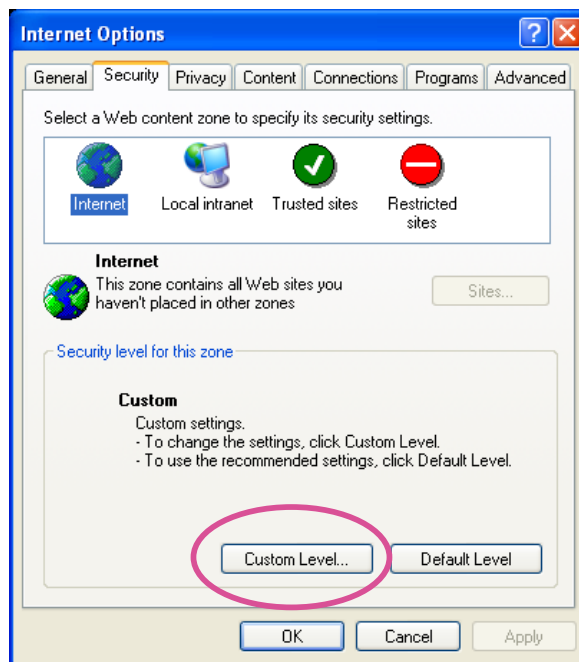 Internet Options
General Security Privacy Content Connections Programs Advanced
Select a Web content zone to specify its security settings.
Internet Local intranet Trusted sites Restricted sites
Internet
This zone contains all Web sites you
haven't placed in other zones
Sites...
Security level for this zone
Custom
Custom settings.
- To change the settings, click Custom Level.
- To use the recommended settings, click Default Level.
Custom Level... Default Level
OK Cancel Apply